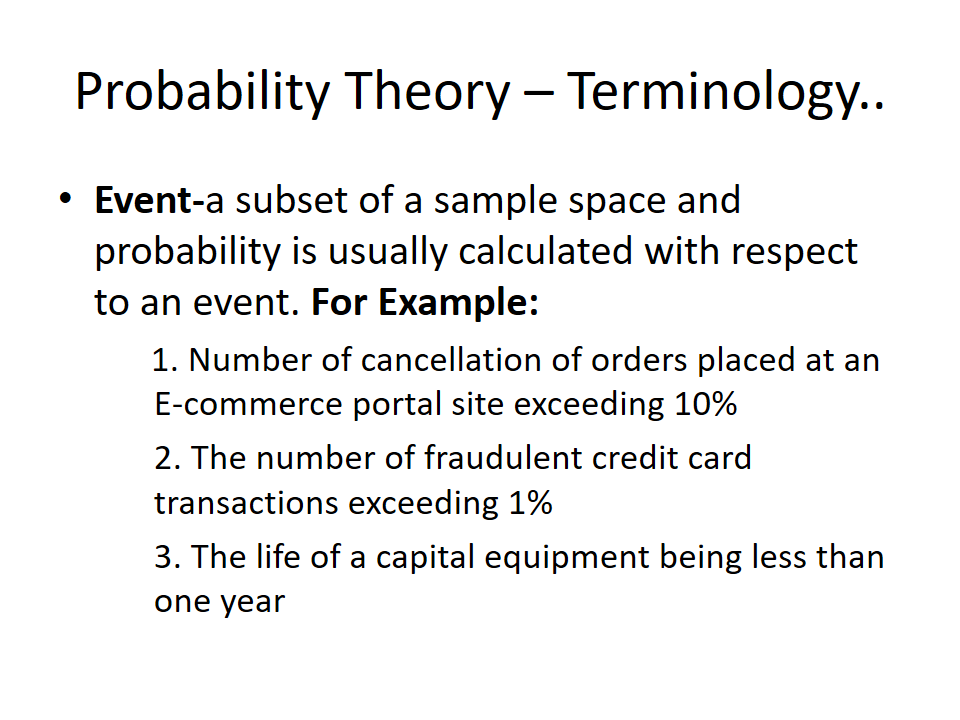 Probability Theory – Terminology..
• Event-a subset of a sample space and
probability is usually calculated with respect
to an event. For Example:
1. Number of cancellation of orders placed at an
E-commerce portal site exceeding 10%
2. The number of fraudulent credit card
transactions exceeding 1%
3. The life of a capital equipment being less than
one year